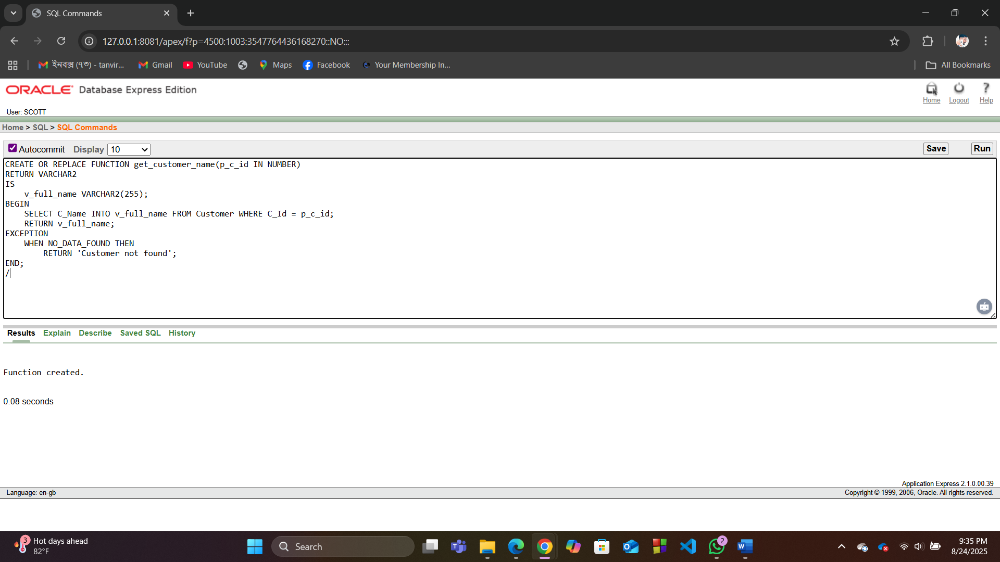 SQL Commands
127.0.0.1:8081/apex/f?p=4500:1003:3547764436168270::NO:::
ইনবক্স (৭৩) - tanvir... Gmail YouTube Maps Facebook Your Membership In... All Bookmarks
ORACLE Database Express Edition
Home Logout Help
User: SCOTT
Home > SQL > SQL Commands
Autocommit Display 10 Save Run
CREATE OR REPLACE FUNCTION get_customer_name(p_c_id IN NUMBER)
RETURN VARCHAR2
IS
    v_full_name VARCHAR2(255);
BEGIN
    SELECT C_Name INTO v_full_name FROM Customer WHERE C_Id = p_c_id;
    RETURN v_full_name;
EXCEPTION
    WHEN NO_DATA_FOUND THEN
        RETURN 'Customer not found';
END;
/
Results Explain Describe Saved SQL History
Function created.
0.08 seconds
Application Express 2.1.0.00.39
Language: en-gb Copyright © 1999, 2006, Oracle. All rights reserved.
3 Hot days ahead
82°F
Search
2
9:35 PM
8/24/2025